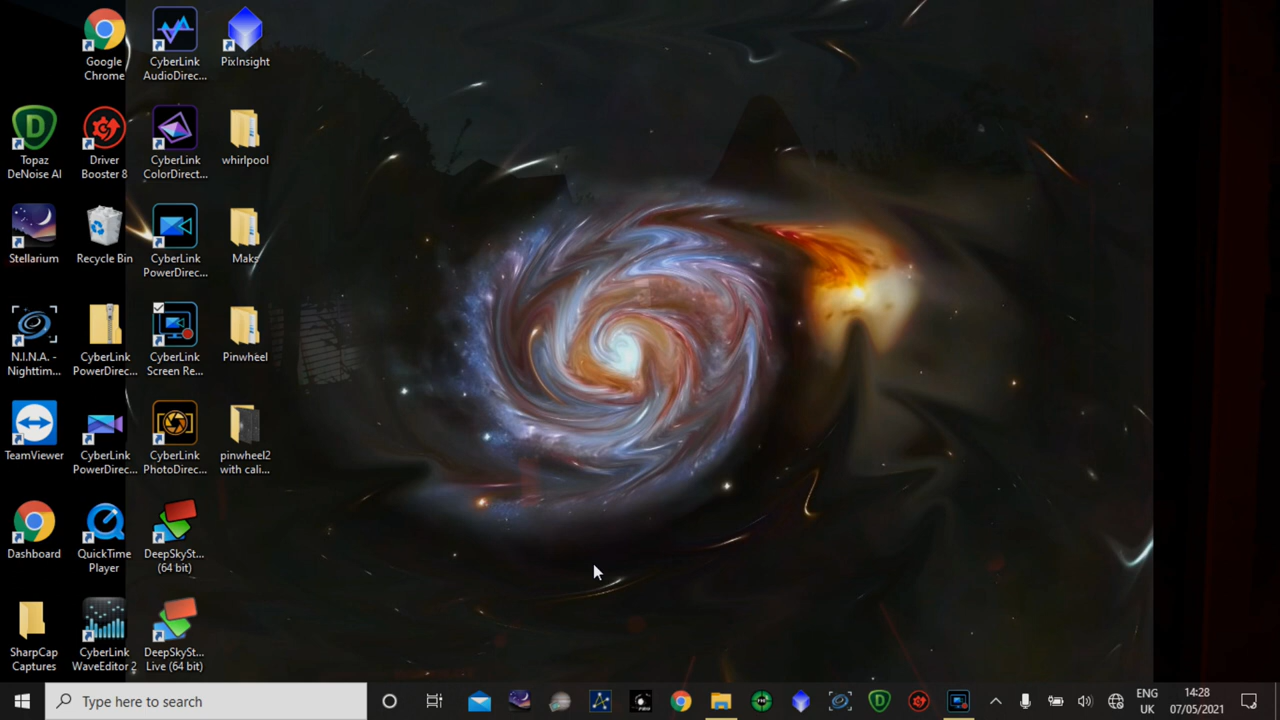 Google
Chrome
CyberLink
AudioDirec...
PixInsight
Topaz
DeNoise AI
Driver
Booster 8
CyberLink
ColorDirect...
whirlpool
Stellarium
Recycle Bin
CyberLink
PowerDirec...
Maks
N.I.N.A. -
Nighttim...
CyberLink
PowerDirec...
CyberLink
Screen Re...
Pinwheel
TeamViewer
CyberLink
PowerDirec...
CyberLink
PhotoDirec...
pinwheel2
with cali...
Dashboard
QuickTime
Player
DeepSkySt...
(64 bit)
SharpCap
Captures
CyberLink
WaveEditor 2
DeepSkySt...
Live (64 bit)
Type here to search
ENG
UK
14:28
07/05/2021